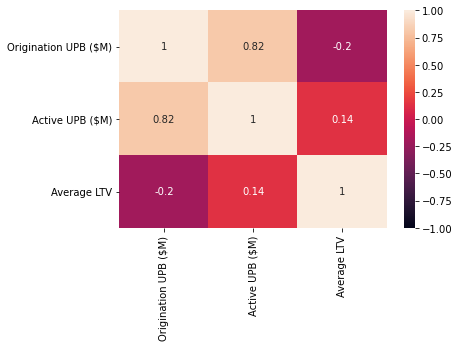 Origination UPB ($M)
Active UPB ($M)
Average LTV
1 0.82 -0.2
0.82 1 0.14
-0.2 0.14 1
Origination UPB ($M)
Active UPB ($M)
Average LTV
1.00
0.75
0.50
0.25
0.00
−0.25
−0.50
−0.75
−1.00